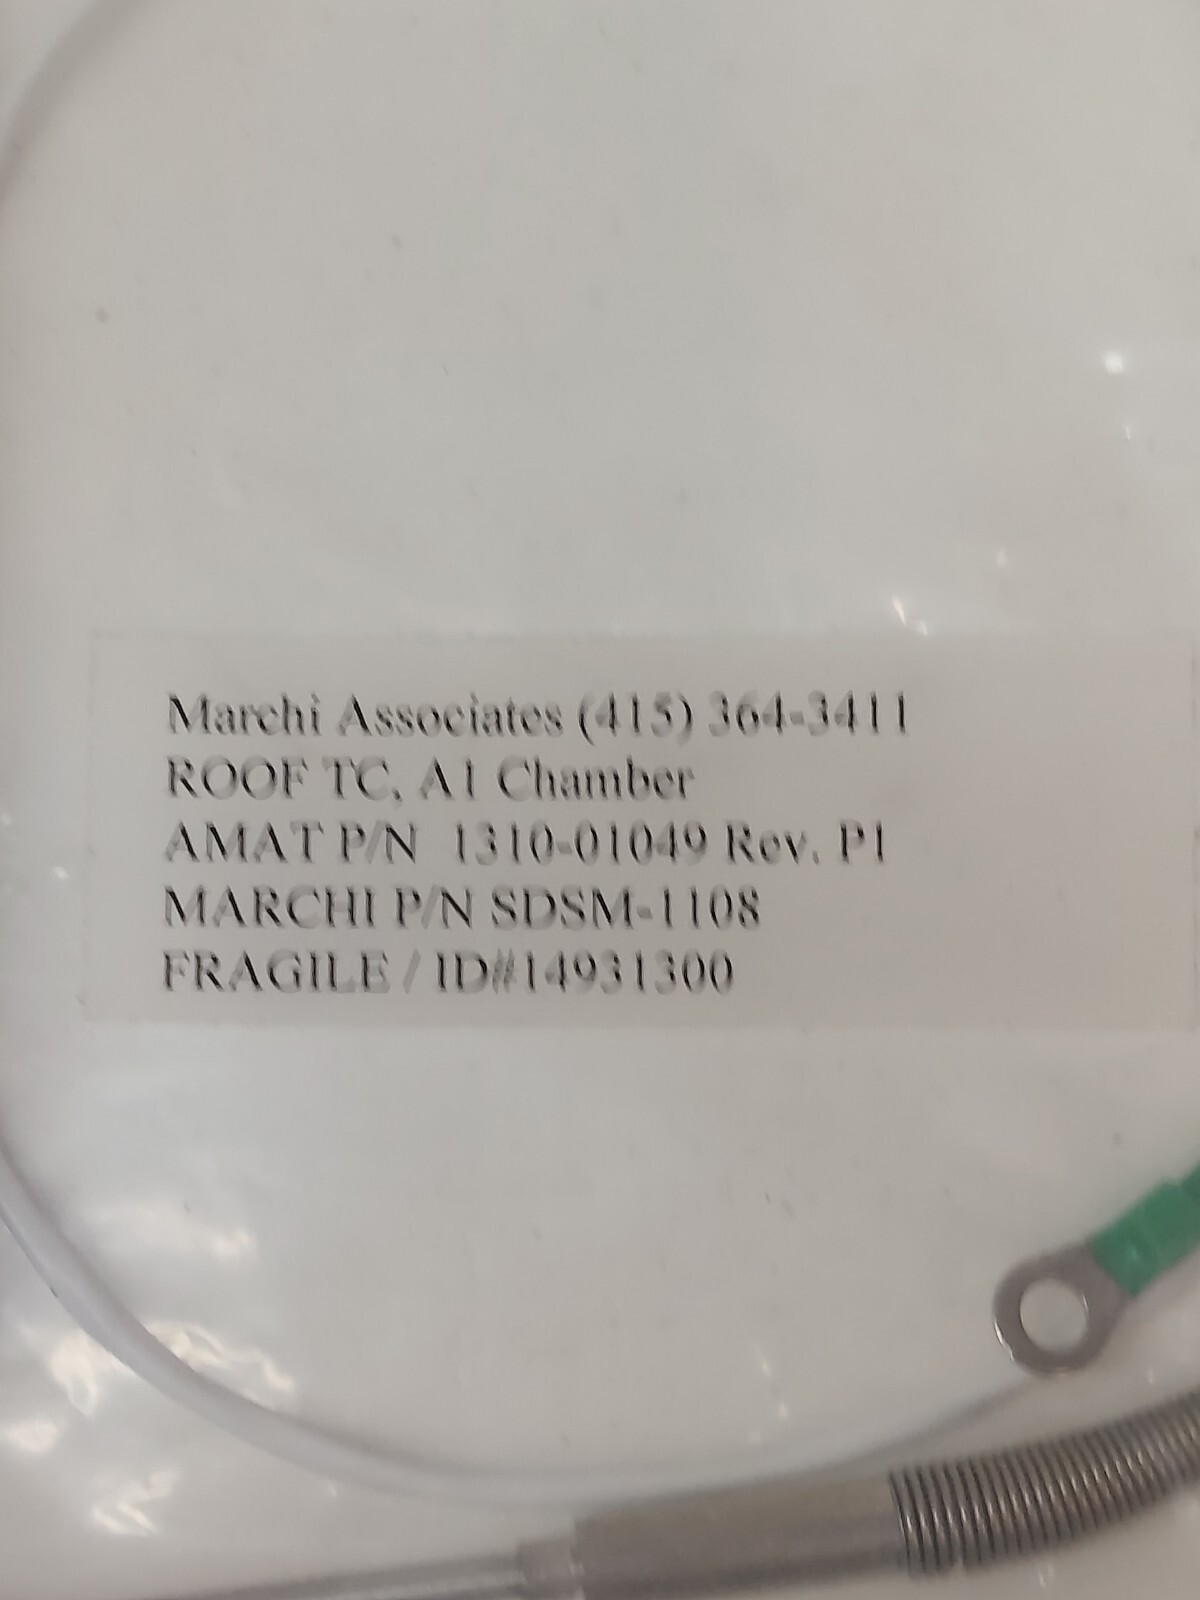 Marchi Associates (415) 364-3411
ROOF TC, A1 Chamber
AMAT P/N 1310-01049 Rev. P1
MARCHI P/N SDSM-1108
FRAGILE / ID#14931300